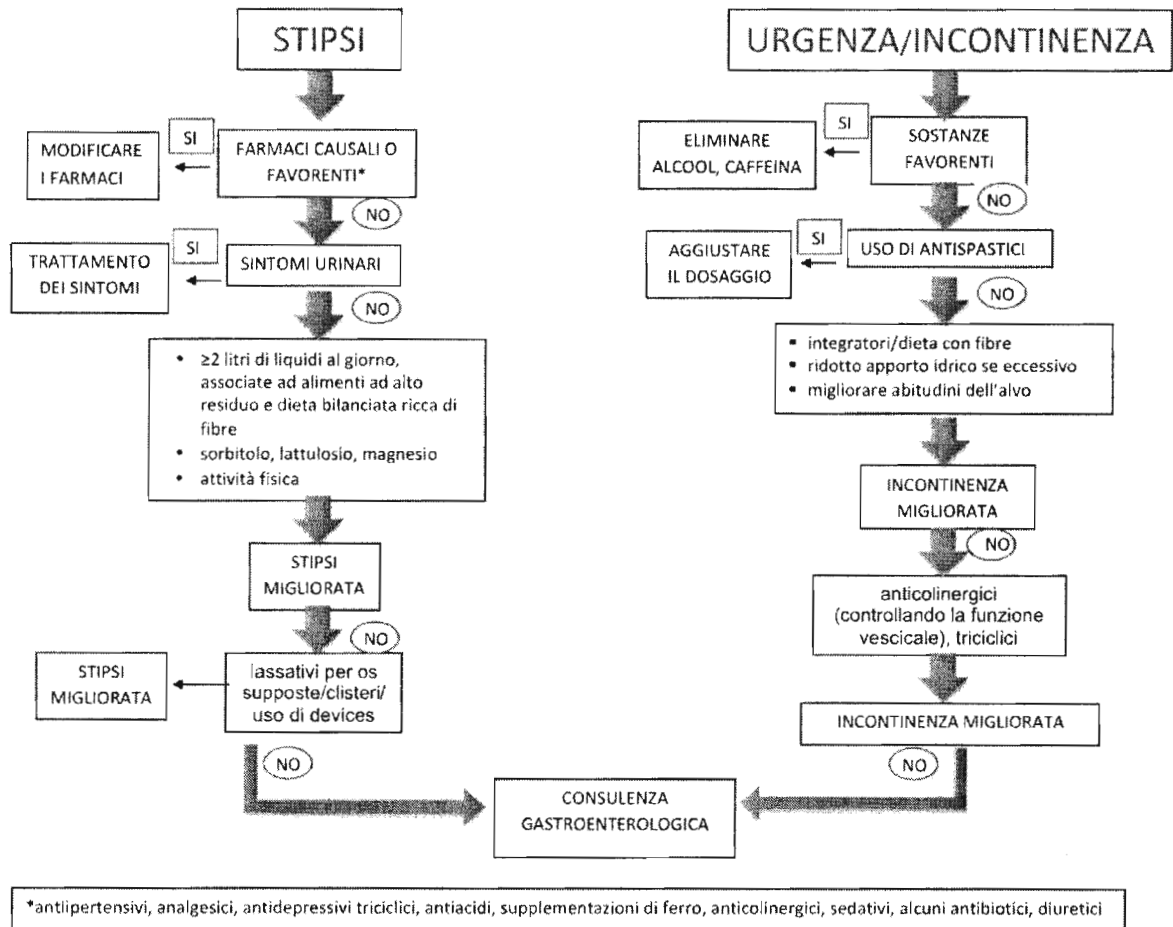 STIPSI
MODIFICARE
I FARMACI
SI
FARMACI CAUSALI O
FAVORENTI*
NO
TRATTAMENTO
DEI SINTOMI
SI
SINTOMI URINARI
NO
• ≥2 litri di liquidi al giorno,
associate ad alimenti ad alto
residuo e dieta bilanciata ricca di
fibre
• sorbitolo, lattulosio, magnesio
• attività fisica
STIPSI
MIGLIORATA
NO
STIPSI
MIGLIORATA
lassativi per os
supposte/clisteri/
uso di devices
NO
URGENZA/INCONTINENZA
ELIMINARE
ALCOOL, CAFFEINA
SI
SOSTANZE
FAVORENTI
NO
AGGIUSTARE
IL DOSAGGIO
SI
USO DI ANTISPASTICI
NO
▪ integratori/dieta con fibre
▪ ridotto apporto idrico se eccessivo
▪ migliorare abitudini dell'alvo
INCONTINENZA
MIGLIORATA
NO
anticolinergici
(controllando la funzione
vescicale), triciclici
INCONTINENZA MIGLIORATA
NO
CONSULENZA
GASTROENTEROLOGICA
*antiipertensivi, analgesici, antidepressivi triciclici, antiacidi, supplementazioni di ferro, anticolinergici, sedativi, alcuni antibiotici, diuretici